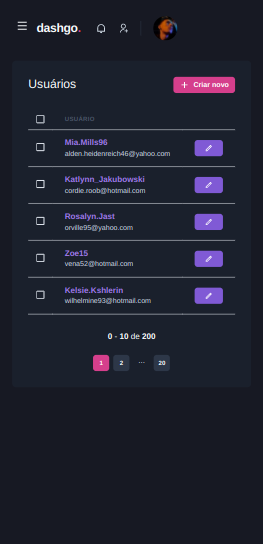 dashgo.
Usuários
+ Criar novo
USUÁRIO
Mia.Mills96
alden.heidenreich46@yahoo.com
Katlynn_Jakubowski
cordie.roob@hotmail.com
Rosalyn.Jast
orville95@yahoo.com
Zoe15
vena52@hotmail.com
Kelsie.Kshlerin
wilhelmine93@hotmail.com
0 - 10 de 200
1 2 ... 20